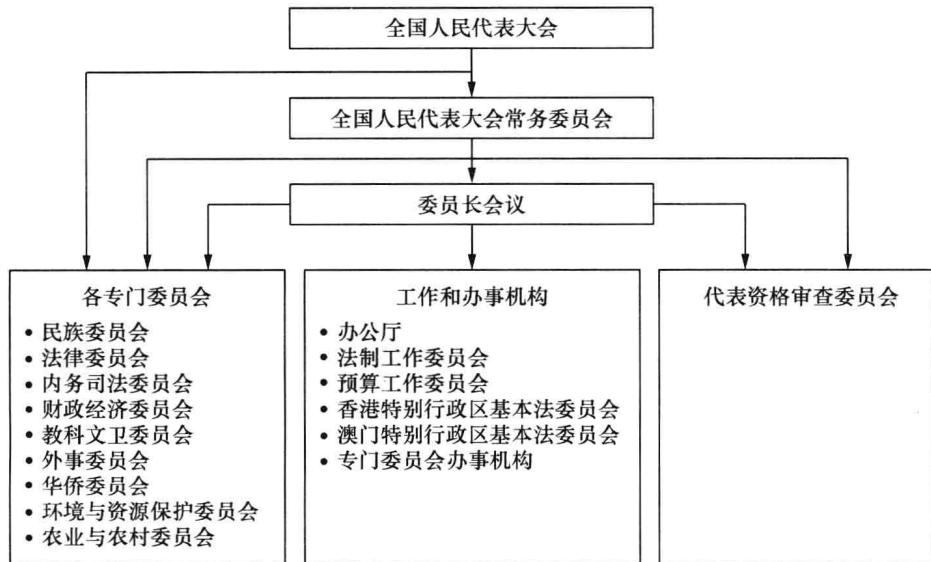 全国人民代表大会
全国人民代表大会常务委员会
委员长会议
各专门委员会
• 民族委员会
• 法律委员会
• 内务司法委员会
• 财政经济委员会
• 教科文卫委员会
• 外事委员会
• 华侨委员会
• 环境与资源保护委员会
• 农业与农村委员会
工作和办事机构
• 办公厅
• 法制工作委员会
• 预算工作委员会
• 香港特别行政区基本法委员会
• 澳门特别行政区基本法委员会
• 专门委员会办事机构
代表资格审查委员会